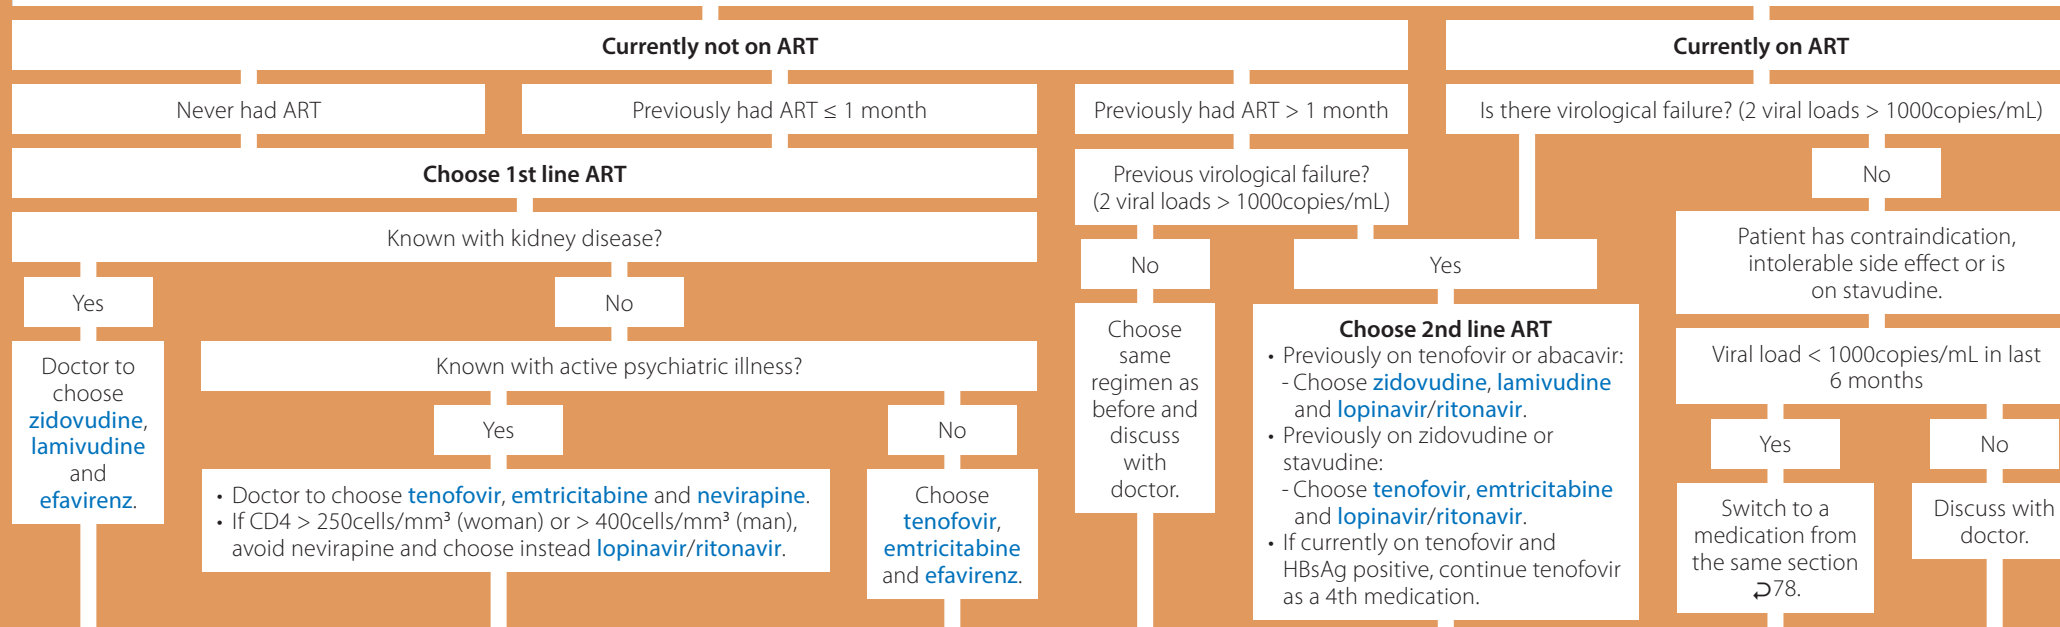 Currently not on ART
Never had ART
Previously had ART ≤ 1 month
Previously had ART > 1 month
Choose 1st line ART
Known with kidney disease?
Yes
Doctor to
choose
zidovudine,
lamivudine
and
efavirenz.
No
Known with active psychiatric illness?
Yes
• Doctor to choose tenofovir, emtricitabine and nevirapine.
• If CD4 > 250cells/mm³ (woman) or > 400cells/mm³ (man),
avoid nevirapine and choose instead lopinavir/ritonavir.
No
Choose
tenofovir,
emtricitabine
and efavirenz.
Previous virological failure?
(2 viral loads > 1000copies/mL)
No
Choose
same
regimen as
before and
discuss
with
doctor.
Yes
Choose 2nd line ART
• Previously on tenofovir or abacavir:
- Choose zidovudine, lamivudine
and lopinavir/ritonavir.
• Previously on zidovudine or
stavudine:
- Choose tenofovir, emtricitabine
and lopinavir/ritonavir.
• If currently on tenofovir and
HBsAg positive, continue tenofovir
as a 4th medication.
Currently on ART
Is there virological failure? (2 viral loads > 1000copies/mL)
No
Patient has contraindication,
intolerable side effect or is
on stavudine.
Viral load < 1000copies/mL in last
6 months
Yes
Switch to a
medication from
the same section
⊃78.
No
Discuss with
doctor.